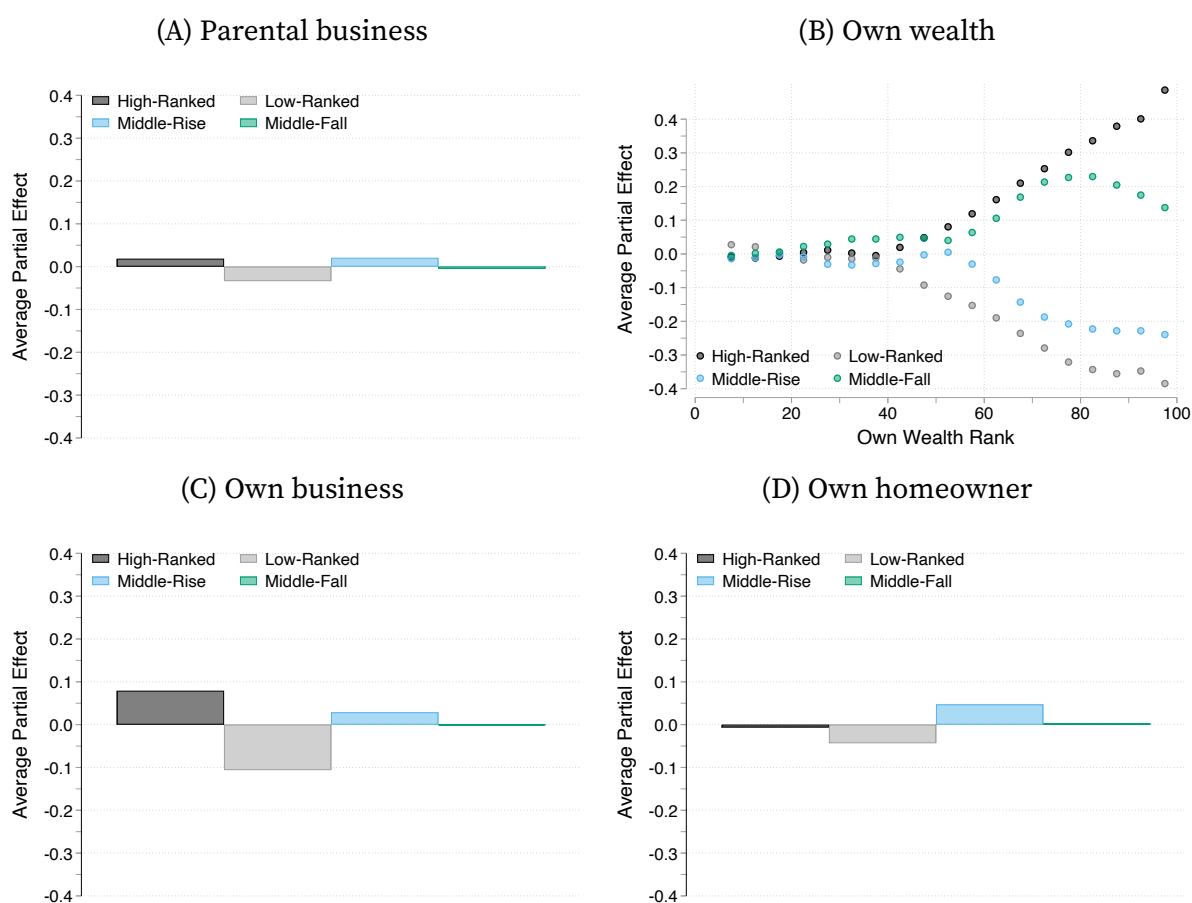 (A) Parental business
Average Partial Effect
0.4
0.3
0.2
0.1
0.0
-0.1
-0.2
-0.3
-0.4
High-Ranked Low-Ranked
Middle-Rise Middle-Fall
(B) Own wealth
Average Partial Effect
0.4
0.3
0.2
0.1
0.0
-0.1
-0.2
-0.3
-0.4
High-Ranked Low-Ranked
Middle-Rise Middle-Fall
0 20 40 60 80 100
Own Wealth Rank
(C) Own business
Average Partial Effect
0.4
0.3
0.2
0.1
0.0
-0.1
-0.2
-0.3
-0.4
High-Ranked Low-Ranked
Middle-Rise Middle-Fall
(D) Own homeowner
Average Partial Effect
0.4
0.3
0.2
0.1
0.0
-0.1
-0.2
-0.3
-0.4
High-Ranked Low-Ranked
Middle-Rise Middle-Fall